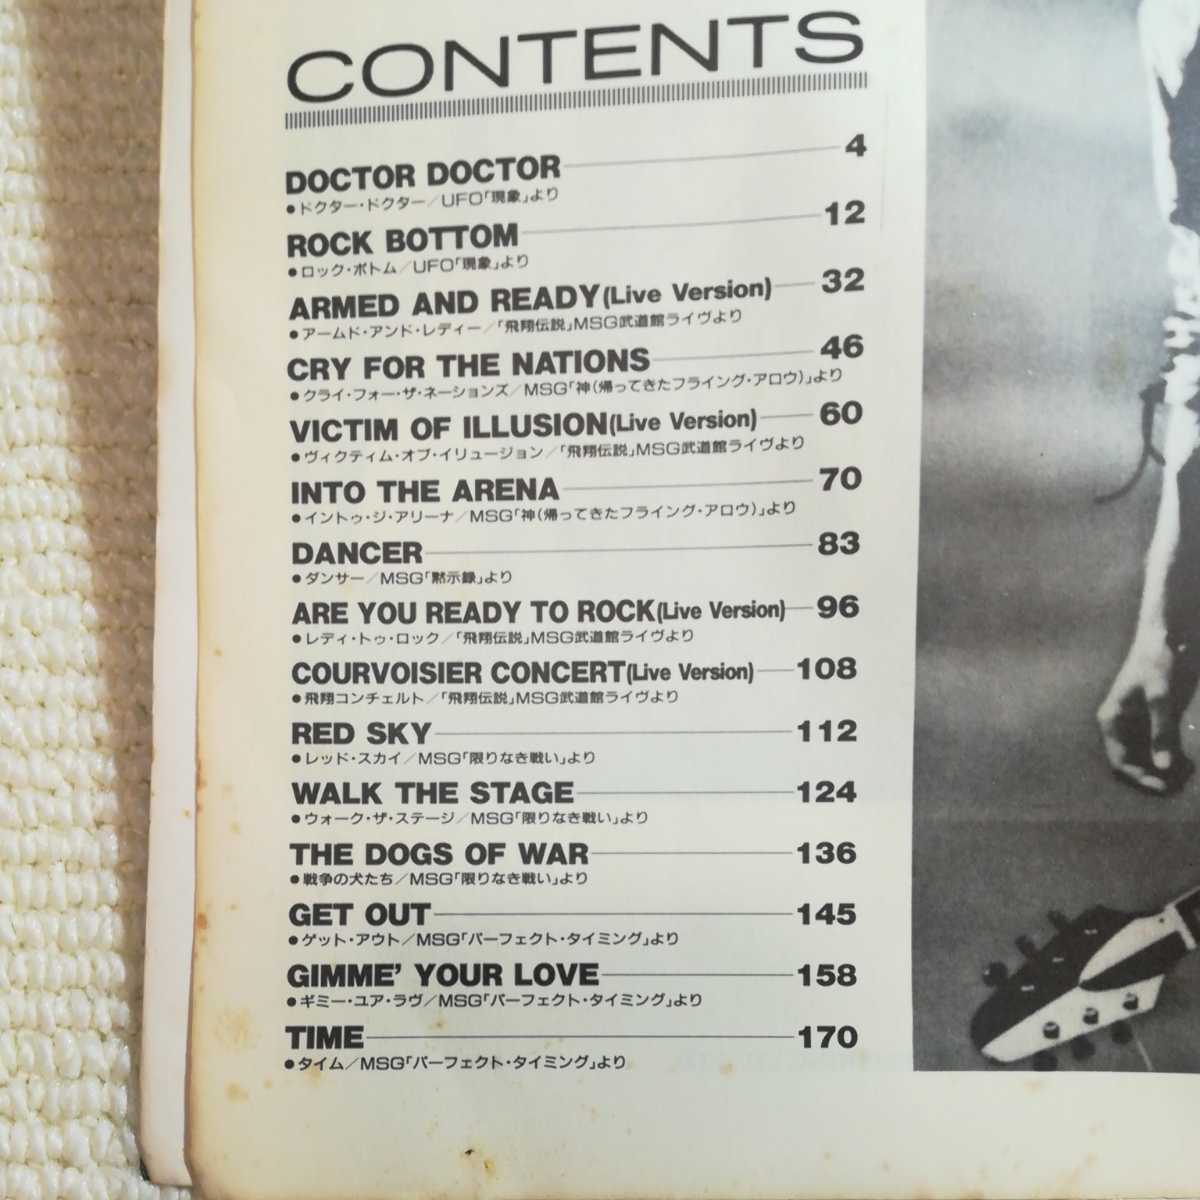 CONTENTS
DOCTOR DOCTOR 4
●ドクター・ドクター/UFO「現象」より
ROCK BOTTOM 12
●ロック・ボトム/UFO「現象」より
ARMED AND READY(Live Version) 32
●アームド・アンド・レディー/「飛翔伝説」MSG武道館ライヴより
CRY FOR THE NATIONS 46
●クライ・フォー・ザ・ネーションズ/MSG「神(帰ってきたフライング・アロウ)」より
VICTIM OF ILLUSION(Live Version) 60
●ヴィクティム・オブ・イリュージョン/「飛翔伝説」MSG武道館ライヴより
INTO THE ARENA 70
●イントゥ・ジ・アリーナ/MSG「神(帰ってきたフライング・アロウ)」より
DANCER 83
●ダンサー/MSG「黙示録」より
ARE YOU READY TO ROCK(Live Version) 96
●レディ・トゥ・ロック/「飛翔伝説」MSG武道館ライヴより
COURVOISIER CONCERT(Live Version) 108
●飛翔コンチェルト/「飛翔伝説」MSG武道館ライヴより
RED SKY 112
●レッド・スカイ/MSG「限りなき戦い」より
WALK THE STAGE 124
●ウォーク・ザ・ステージ/MSG「限りなき戦い」より
THE DOGS OF WAR 136
●戦争の犬たち/MSG「限りなき戦い」より
GET OUT 145
●ゲット・アウト/MSG「パーフェクト・タイミング」より
GIMME' YOUR LOVE 158
●ギミー・ユア・ラヴ/MSG「パーフェクト・タイミング」より
TIME 170
●タイム/MSG「パーフェクト・タイミング」より